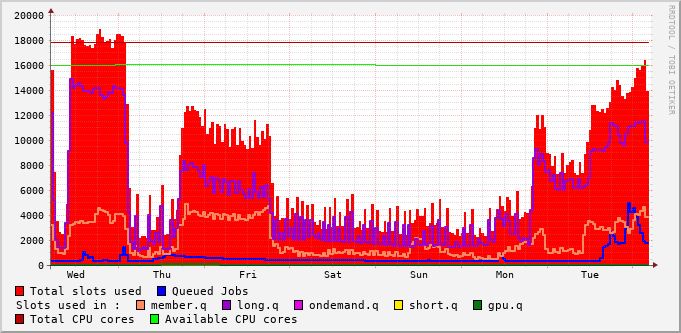 20000
18000
16000
14000
12000
10000
8000
6000
4000
2000
0
Wed Thu Fri Sat Sun Mon Tue
RRDTOOL / TOBI OETIKER
Total slots used Queued Jobs
Slots used in : member.q long.q ondemand.q short.q gpu.q
Total CPU cores Available CPU cores